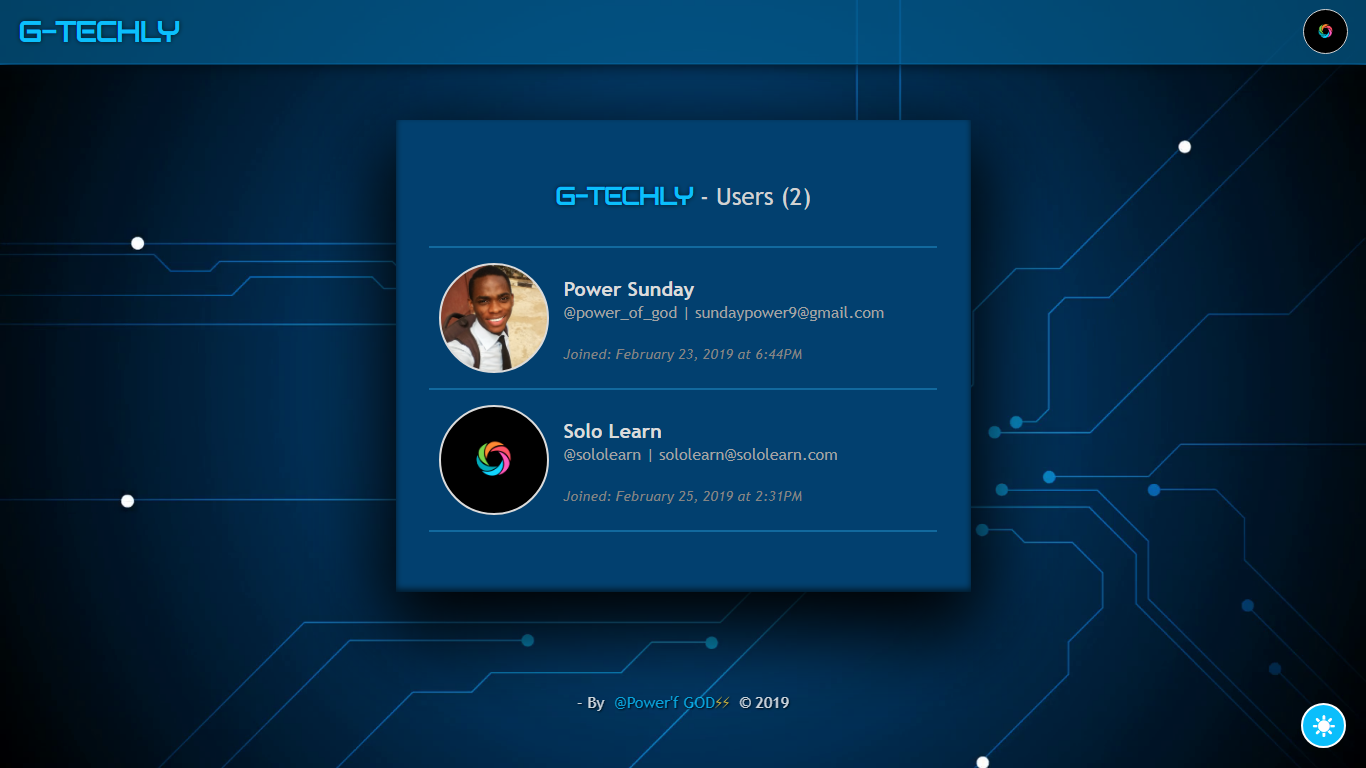 G-TECHLY
G-TECHLY - Users (2)
Power Sunday
@power_of_god | sundaypower9@gmail.com
Joined: February 23, 2019 at 6:44PM
Solo Learn
@sololearn | sololearn@sololearn.com
Joined: February 25, 2019 at 2:31PM
- By @Power'f GOD⚡⚡ © 2019